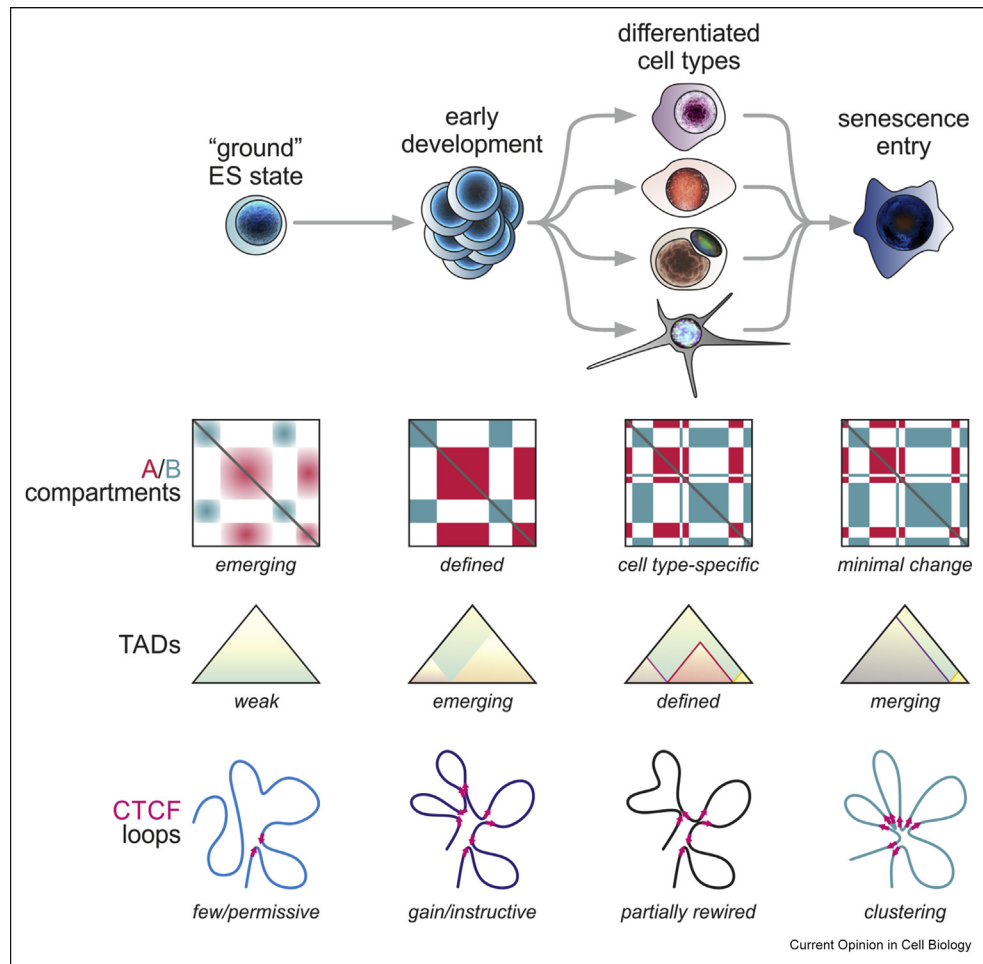 differentiated
cell types
early
development
senescence
entry
“ground”
ES state
A/B
compartments
emerging
defined
cell type-specific
minimal change
TADs
weak
emerging
defined
merging
CTCF
loops
few/permissive
gain/instructive
partially rewired
clustering
Current Opinion in Cell Biology